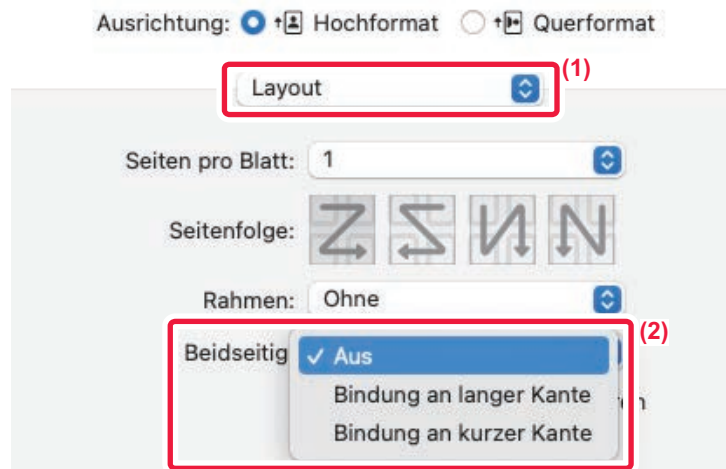 Ausrichtung: Hochformat Querformat
(1)
Layout
Seiten pro Blatt: 1
Seitenfolge:
Rahmen: Ohne
(2)
Beidseitig ✓ Aus
Bindung an langer Kante
Bindung an kurzer Kante